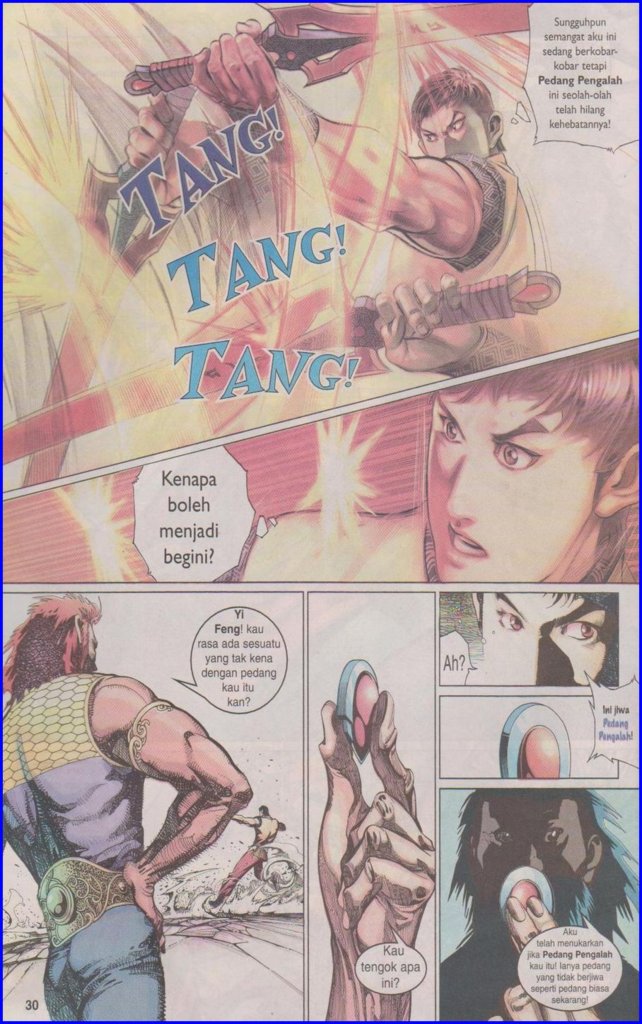 Sungguhpun
semangat aku ini
sedang berkobar-
kobar tetapi
Pedang Pengalah
ini seolah-olah
telah hilang
kehebatannya!
TANG!
TANG!
TANG!
Kenapa
boleh
menjadi
begini?
Yi
Feng! kau
rasa ada sesuatu
yang tak kena
dengan pedang
kau itu
kan?
Kau
tengok apa
ini?
Ah?
Ini jiwa
Pedang
Pengalah!
Aku
telah menukarkan
jika Pedang Pengalah
kau itu! Ianya pedang
yang tidak berjiwa
seperti pedang biasa
sekarang!
30